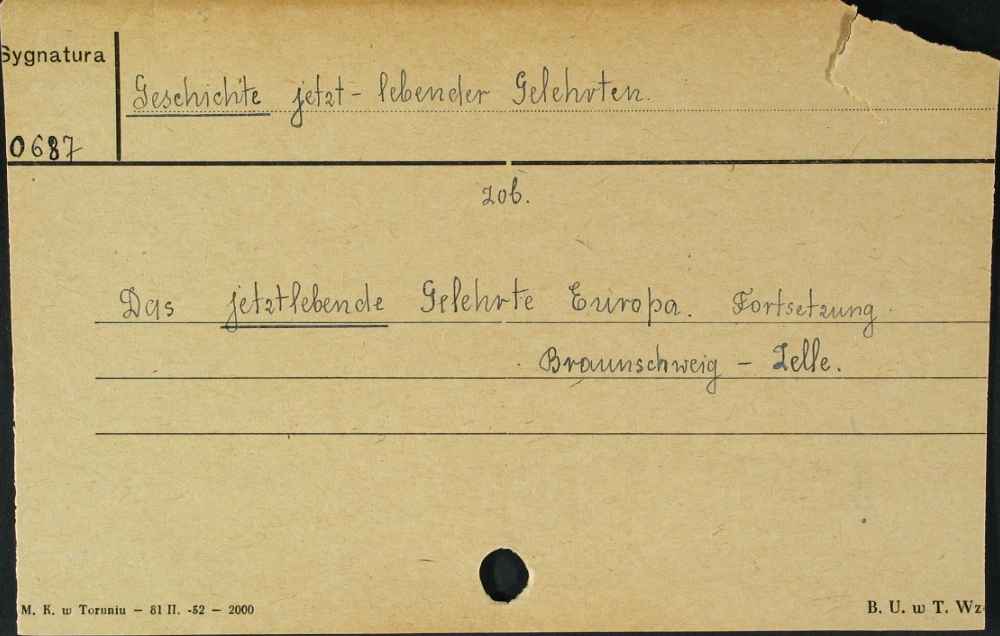 Sygnatura
Geschichte jetzt-lebender Gelehrten.
0687
zob.
Das jetztlebende Gelehrte Europa. Fortsetzung
Braunschweig - Zelle.
M. K. w Toruniu — 81 II. -52 — 2000
B. U. w T. Wz